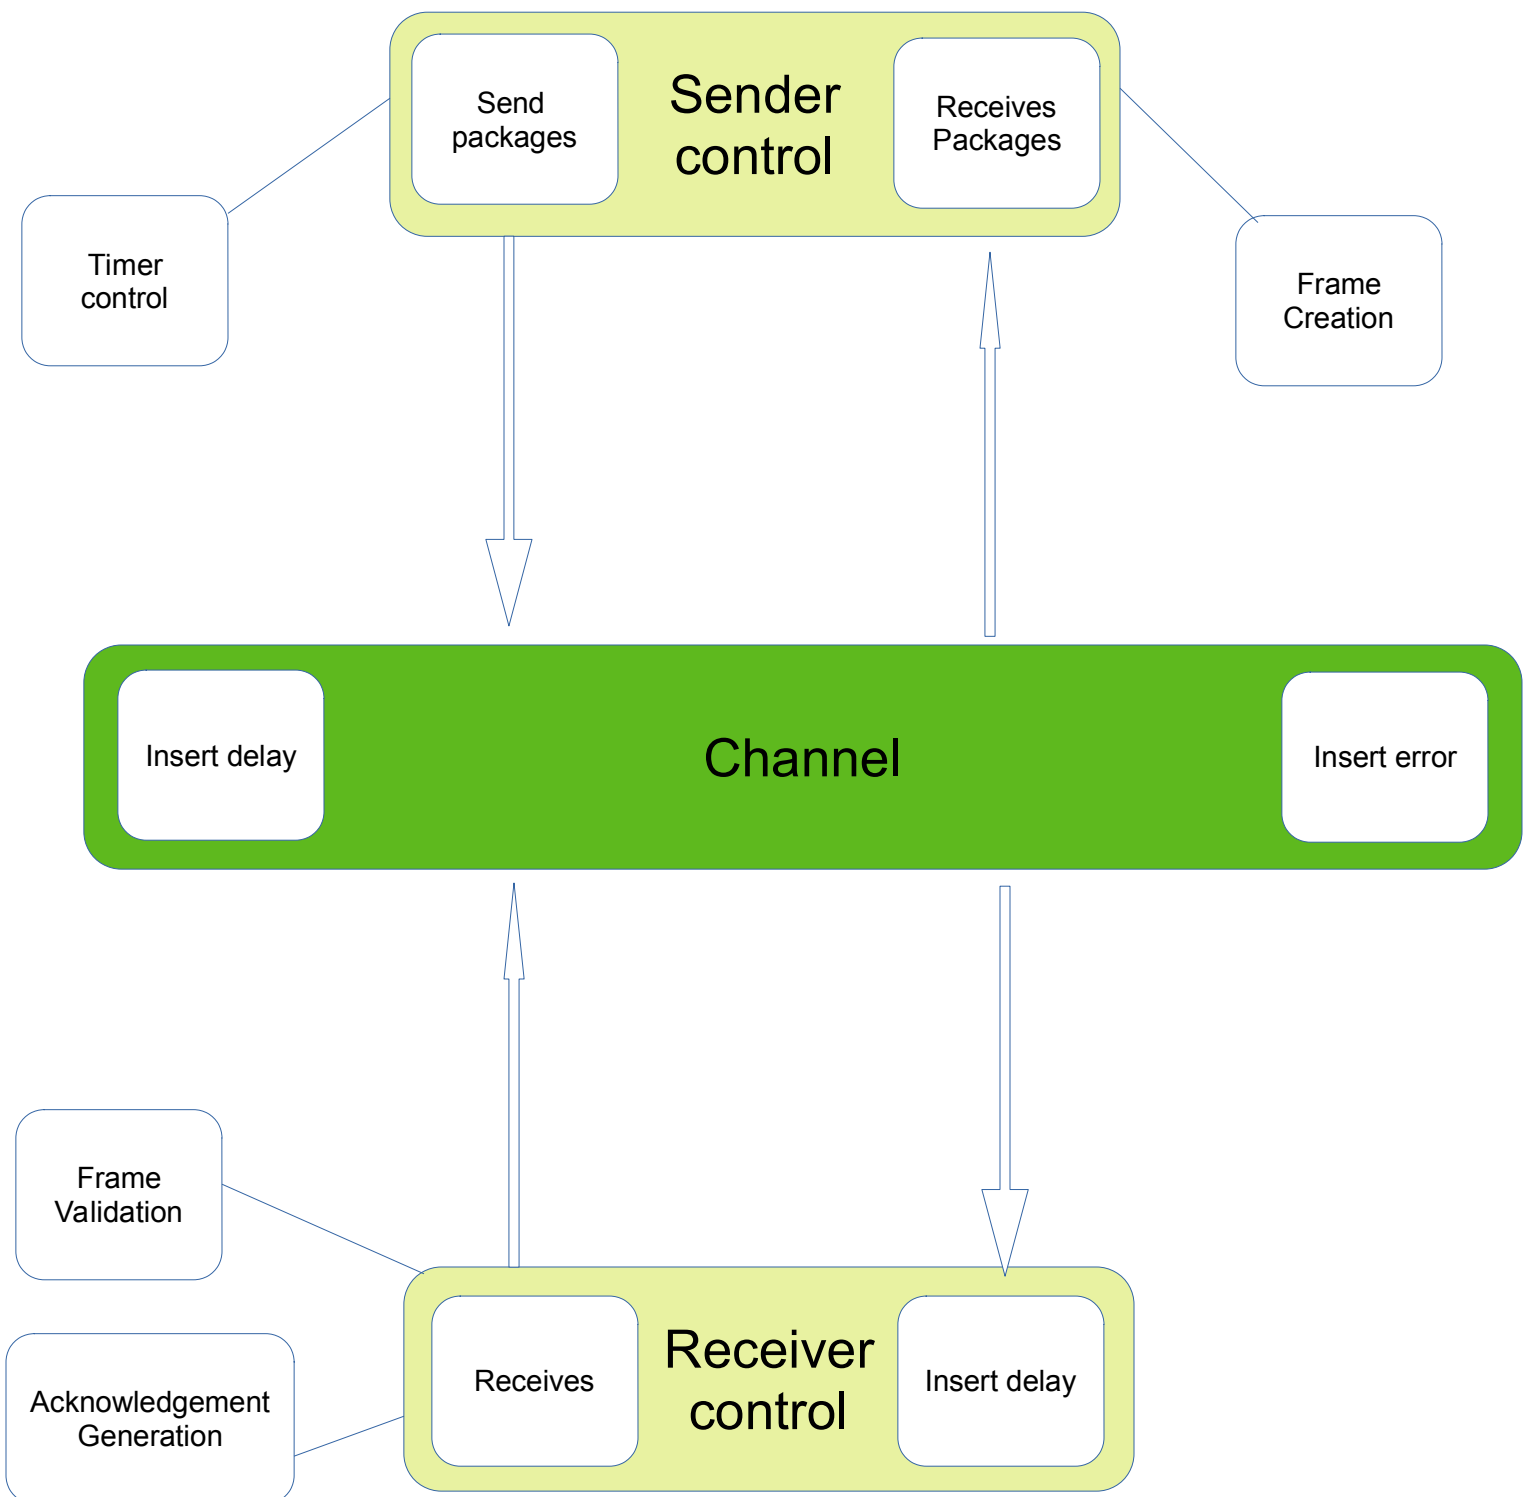 Send
packages
Sender
control
Receives
Packages
Timer
control
Frame
Creation
Insert delay
Channel
Insert error
Frame
Validation
Acknowledgement
Generation
Receives
Receiver
control
Insert delay